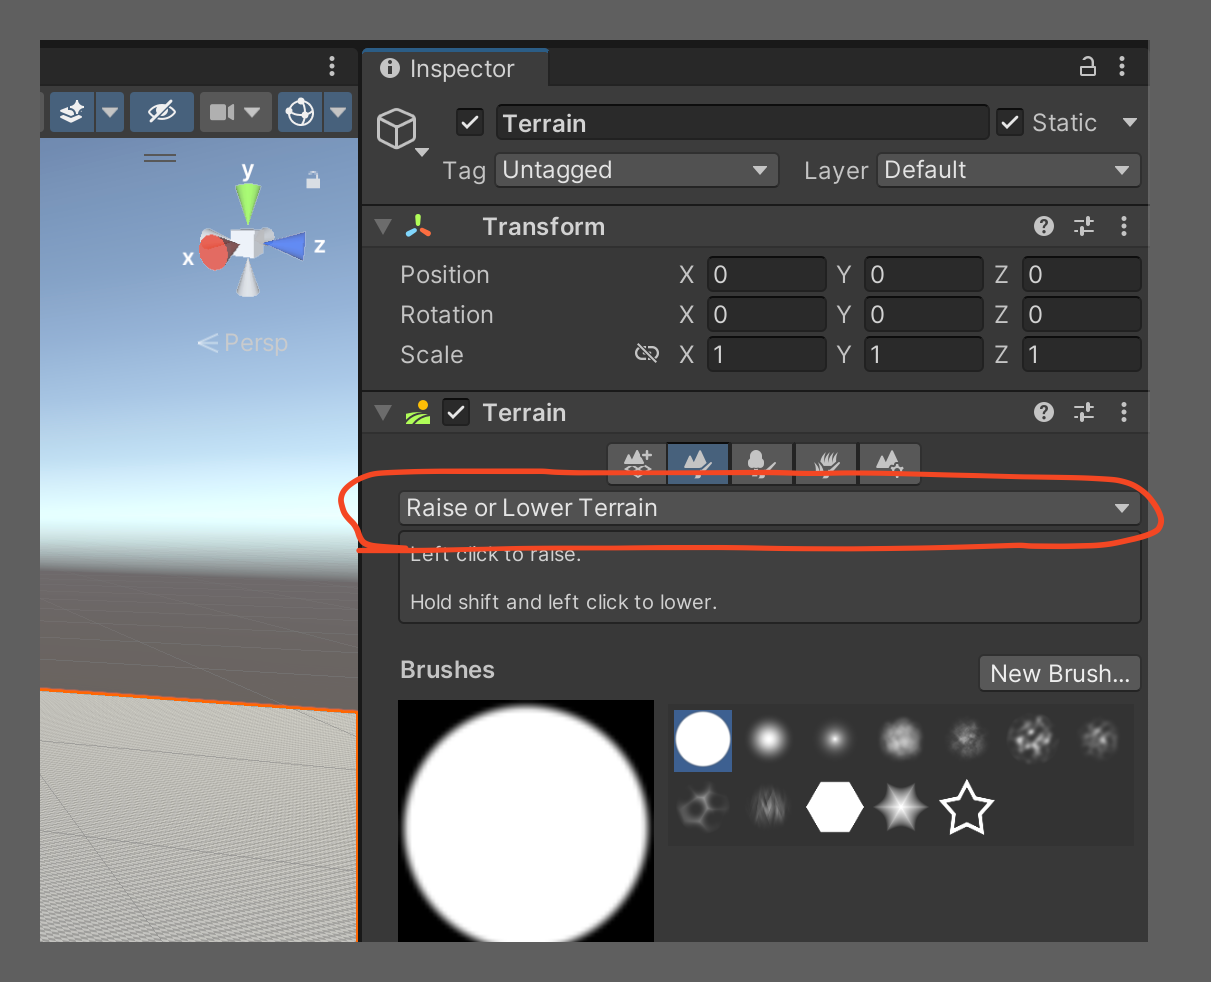 Inspector
Terrain
Static
Tag Untagged Layer Default
y
x
z
Persp
Transform
Position X 0 Y 0 Z 0
Rotation X 0 Y 0 Z 0
Scale X 1 Y 1 Z 1
Terrain
Raise or Lower Terrain
Left click to raise.
Hold shift and left click to lower.
Brushes
New Brush...